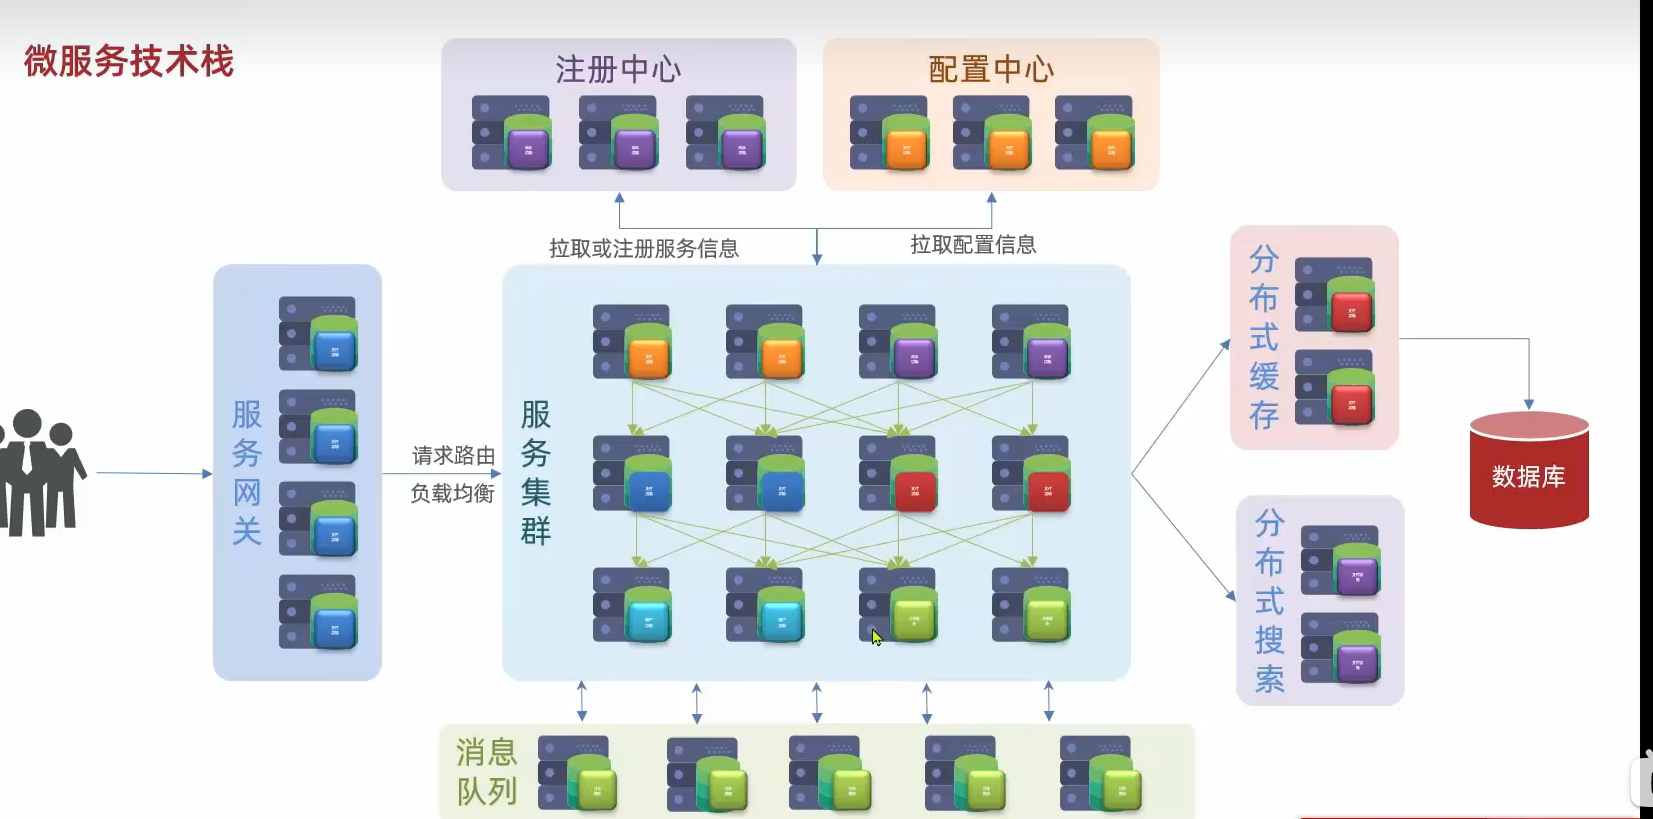 微服务技术栈
注册中心
配置中心
拉取或注册服务信息
拉取配置信息
服务网关
请求路由
负载均衡
服务集群
分布式缓存
数据库
分布式搜索
消息
队列